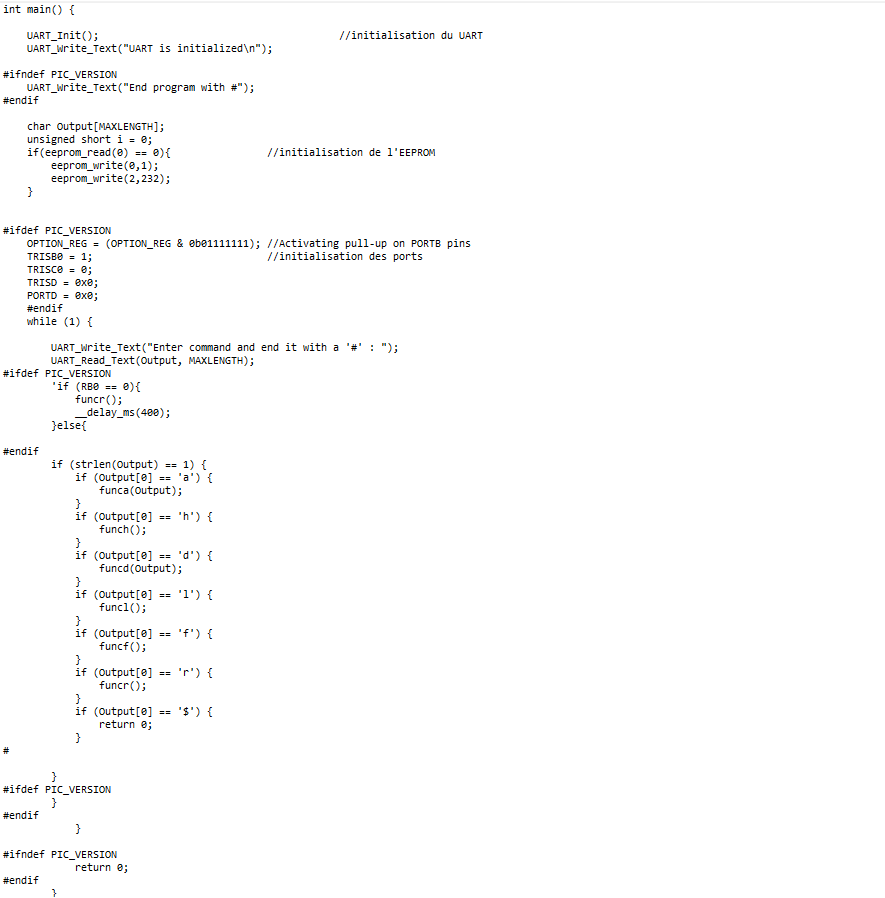 int main() {
UART_Init(); //initialisation du UART
UART_Write_Text("UART is initialized\n");
#ifndef PIC_VERSION
UART_Write_Text("End program with #");
#endif
char Output[MAXLENGTH];
unsigned short i = 0;
if(eeprom_read(0) == 0){ //initialisation de l'EEPROM
eeprom_write(0,1);
eeprom_write(2,232);
}
#ifdef PIC_VERSION
OPTION_REG = (OPTION_REG & 0b01111111); //Activating pull-up on PORTB pins
TRISB0 = 1; //initialisation des ports
TRISC0 = 0;
TRISD = 0x0;
PORTD = 0x0;
#endif
while (1) {
UART_Write_Text("Enter command and end it with a '#' : ");
UART_Read_Text(Output, MAXLENGTH);
#ifdef PIC_VERSION
'if (RB0 == 0){
funcr();
__delay_ms(400);
}else{
#endif
if (strlen(Output) == 1) {
if (Output[0] == 'a') {
funca(Output);
}
if (Output[0] == 'h') {
funch();
}
if (Output[0] == 'd') {
funcd(Output);
}
if (Output[0] == 'l') {
funcl();
}
if (Output[0] == 'f') {
funcf();
}
if (Output[0] == 'r') {
funcr();
}
if (Output[0] == '$') {
return 0;
}
#
}
#ifdef PIC_VERSION
}
#endif
}
#ifndef PIC_VERSION
return 0;
#endif
}